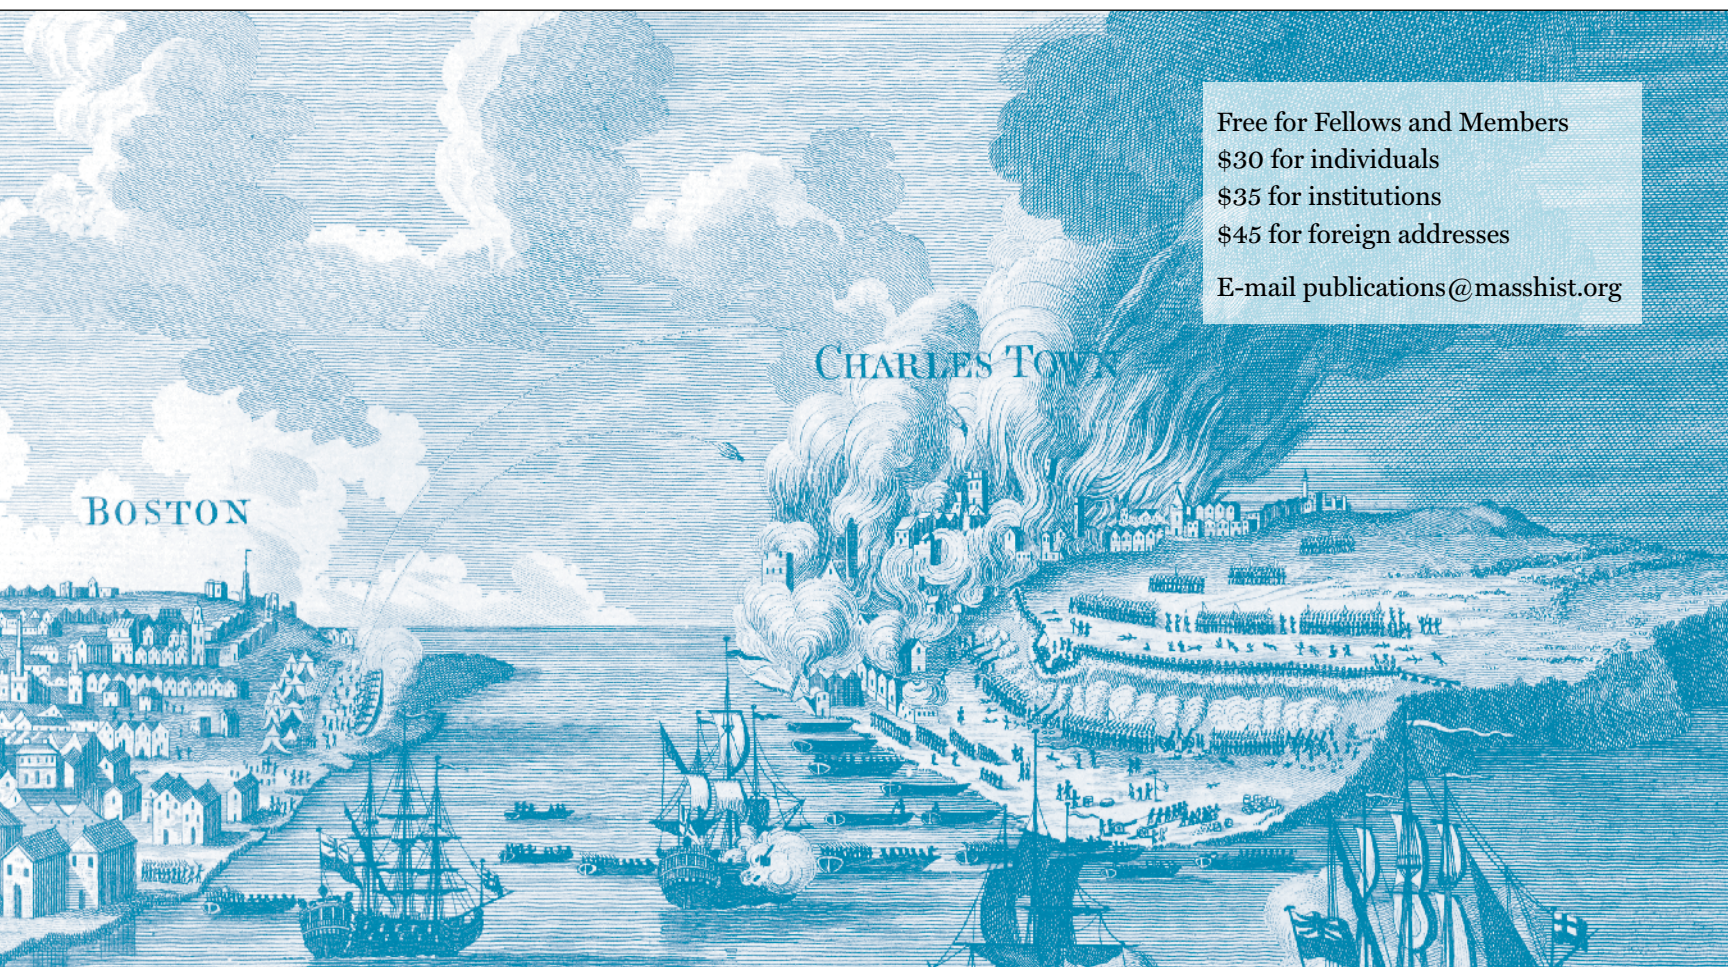 Free for Fellows and Members
$30 for individuals
$35 for institutions
$45 for foreign addresses
E-mail publications@masshist.org
CHARLES TOWN
BOSTON